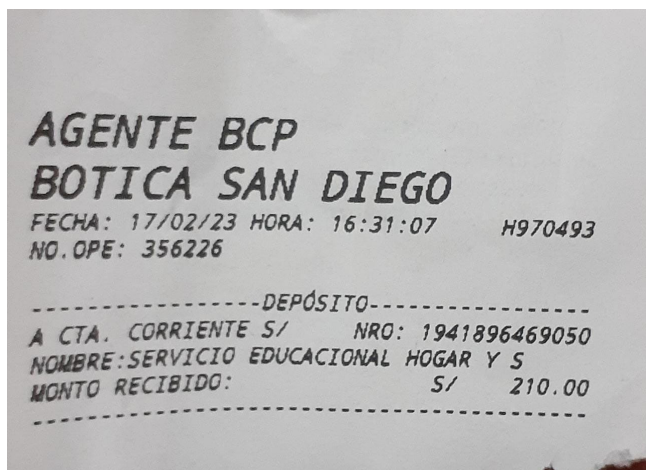 AGENTE BCP
BOTICA SAN DIEGO
FECHA: 17/02/23 HORA: 16:31:07 H970493
NO.OPE: 356226
-----------------DEPÓSITO-----------------
A CTA. CORRIENTE S/ NRO: 1941896469050
NOMBRE:SERVICIO EDUCACIONAL HOGAR Y S
MONTO RECIBIDO: S/ 210.00
------------------------------------------